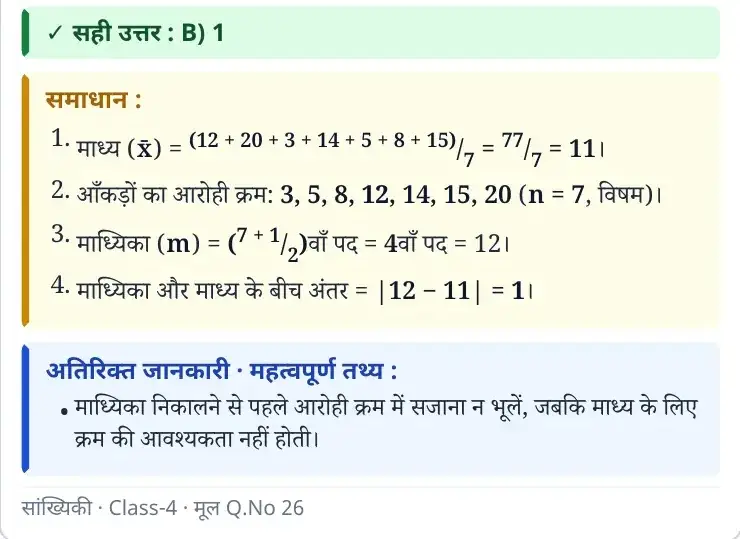 ✓ सही उत्तर : B) 1
समाधान :
1. माध्य (x̄) = (12 + 20 + 3 + 14 + 5 + 8 + 15)/7 = 77/7 = 11।
2. आँकड़ों का आरोही क्रम: 3, 5, 8, 12, 14, 15, 20 (n = 7, विषम)।
3. माध्यिका (m) = (7 + 1/2)वाँ पद = 4वाँ पद = 12।
4. माध्यिका और माध्य के बीच अंतर = |12 − 11| = 1।
अतिरिक्त जानकारी · महत्वपूर्ण तथ्य :
• माध्यिका निकालने से पहले आरोही क्रम में सजाना न भूलें, जबकि माध्य के लिए
क्रम की आवश्यकता नहीं होती।
सांख्यिकी · Class-4 · मूल Q.No 26